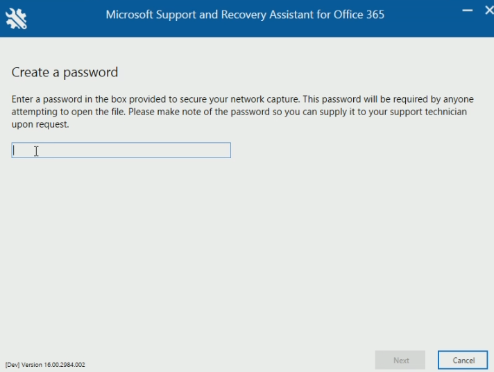 Microsoft Support and Recovery Assistant for Office 365
Create a password
Enter a password in the box provided to secure your network capture. This password will be required by anyone
attempting to open the file. Please make note of the password so you can supply it to your support technician
upon request.
[Dev] Version 16.00.2984.002
Next
Cancel